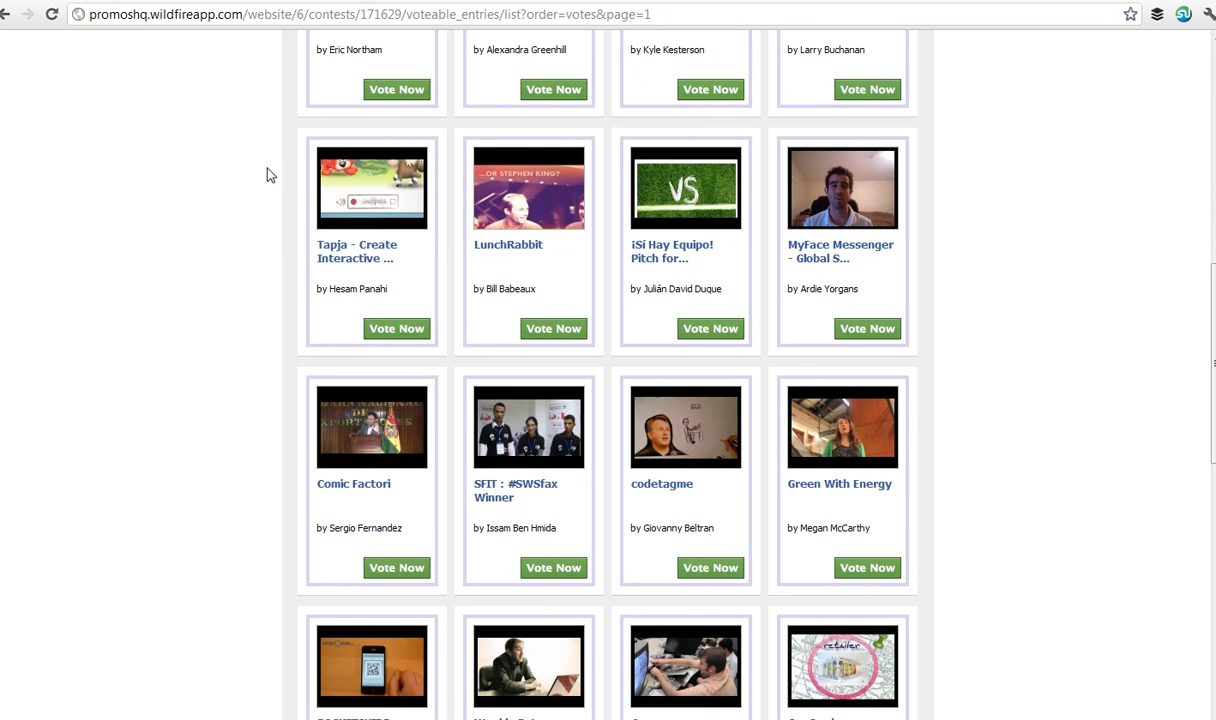 promoshq.wildfireapp.com/website/6/contests/171629/voteable_entries/list?order=votes&page=1
by Eric Northam
by Alexandra Greenhill
by Kyle Kesterson
by Larry Buchanan
Vote Now
Vote Now
Vote Now
Vote Now
...OR STEPHEN KING?
VS
Tapja - Create
Interactive ...
LunchRabbit
¡Sí Hay Equipo!
Pitch for...
MyFace Messenger
- Global S...
by Hesam Panahi
by Bill Babeaux
by Julián David Duque
by Ardie Yorgans
Vote Now
Vote Now
Vote Now
Vote Now
Comic Factori
SFIT : #SWSfax
Winner
codetagme
Green With Energy
by Sergio Fernandez
by Issam Ben Hmida
by Giovanny Beltran
by Megan McCarthy
Vote Now
Vote Now
Vote Now
Vote Now
retailer